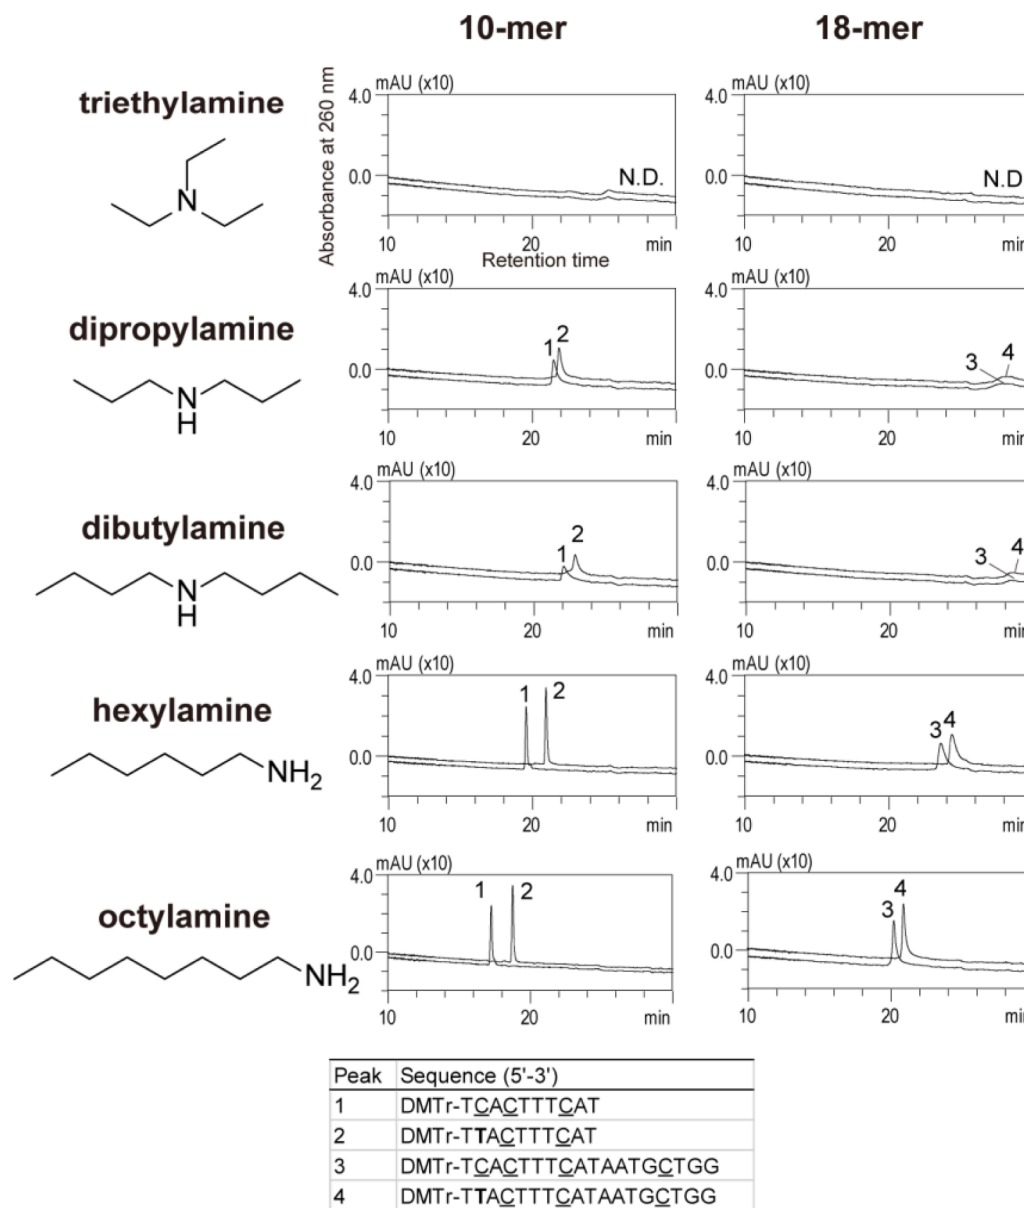 10-mer 18-mer
triethylamine
N
Absorbance at 260 nm
mAU (x10)
4.0
0.0
N.D.
10 20 min
Retention time
mAU (x10)
4.0
0.0
N.D
10 20 min
dipropylamine
N
H
mAU (x10)
4.0
0.0
1 2
10 20 min
mAU (x10)
4.0
0.0
3 4
10 20 min
dibutylamine
N
H
mAU (x10)
4.0
0.0
1 2
10 20 min
mAU (x10)
4.0
0.0
3 4
10 20 min
hexylamine
NH2
mAU (x10)
4.0
0.0
1 2
10 20 min
mAU (x10)
4.0
0.0
3 4
10 20 min
octylamine
NH2
mAU (x10)
4.0
0.0
1 2
10 20 min
mAU (x10)
4.0
0.0
3 4
10 20 min
Peak Sequence (5'-3')
1 DMTr-TCACTTTCAT
2 DMTr-TTACTTTCAT
3 DMTr-TCACTTTCATAATGCTGG
4 DMTr-TTACTTTCATAATGCTGG